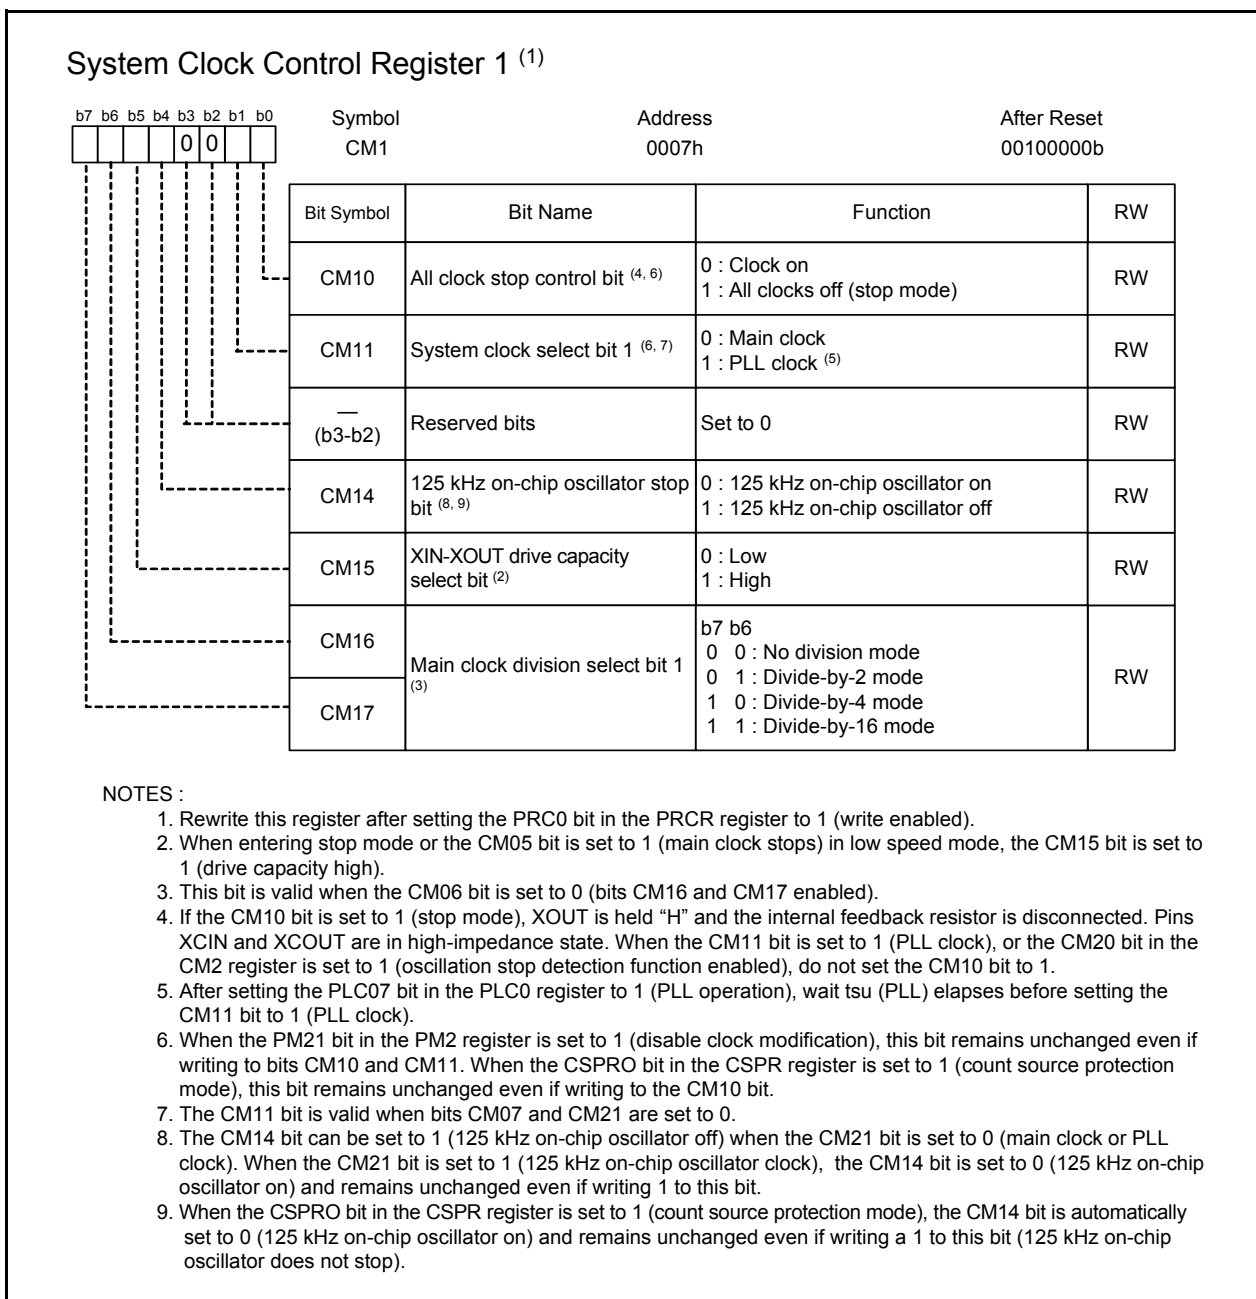 System Clock Control Register 1 (1)
b7 b6 b5 b4 b3 b2 b1 b0
Symbol Address After Reset
0 0
CM1 0007h 00100000b
Bit Symbol Bit Name Function RW
CM10 All clock stop control bit (4, 6) 0 : Clock on RW
1 : All clocks off (stop mode)
CM11 System clock select bit 1 (6, 7) 0 : Main clock RW
1 : PLL clock (5)
— Reserved bits Set to 0 RW
(b3-b2)
CM14 125 kHz on-chip oscillator stop 0 : 125 kHz on-chip oscillator on RW
bit (8, 9) 1 : 125 kHz on-chip oscillator off
CM15 XIN-XOUT drive capacity 0 : Low RW
select bit (2) 1 : High
CM16 Main clock division select bit 1 b7 b6 RW
(3) 0 0 : No division mode
0 1 : Divide-by-2 mode
CM17 1 0 : Divide-by-4 mode
1 1 : Divide-by-16 mode
NOTES :
1. Rewrite this register after setting the PRC0 bit in the PRCR register to 1 (write enabled).
2. When entering stop mode or the CM05 bit is set to 1 (main clock stops) in low speed mode, the CM15 bit is set to
1 (drive capacity high).
3. This bit is valid when the CM06 bit is set to 0 (bits CM16 and CM17 enabled).
4. If the CM10 bit is set to 1 (stop mode), XOUT is held “H” and the internal feedback resistor is disconnected. Pins
XCIN and XCOUT are in high-impedance state. When the CM11 bit is set to 1 (PLL clock), or the CM20 bit in the
CM2 register is set to 1 (oscillation stop detection function enabled), do not set the CM10 bit to 1.
5. After setting the PLC07 bit in the PLC0 register to 1 (PLL operation), wait tsu (PLL) elapses before setting the
CM11 bit to 1 (PLL clock).
6. When the PM21 bit in the PM2 register is set to 1 (disable clock modification), this bit remains unchanged even if
writing to bits CM10 and CM11. When the CSPRO bit in the CSPR register is set to 1 (count source protection
mode), this bit remains unchanged even if writing to the CM10 bit.
7. The CM11 bit is valid when bits CM07 and CM21 are set to 0.
8. The CM14 bit can be set to 1 (125 kHz on-chip oscillator off) when the CM21 bit is set to 0 (main clock or PLL
clock). When the CM21 bit is set to 1 (125 kHz on-chip oscillator clock), the CM14 bit is set to 0 (125 kHz on-chip
oscillator on) and remains unchanged even if writing 1 to this bit.
9. When the CSPRO bit in the CSPR register is set to 1 (count source protection mode), the CM14 bit is automatically
set to 0 (125 kHz on-chip oscillator on) and remains unchanged even if writing a 1 to this bit (125 kHz on-chip
oscillator does not stop).